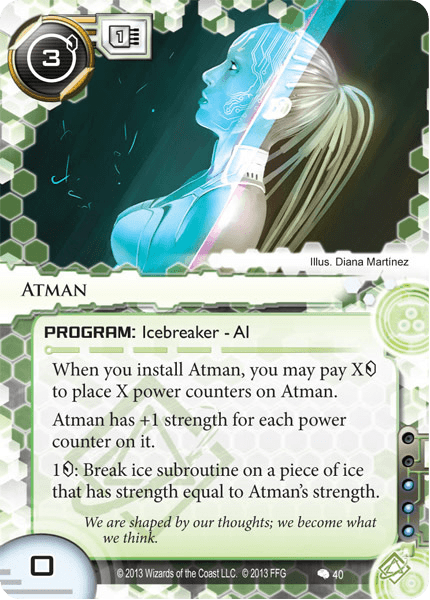 3
1
Illus. Diana Martinez
ATMAN
PROGRAM: Icebreaker - AI
When you install Atman, you may pay X
to place X power counters on Atman.
Atman has +1 strength for each power
counter on it.
1: Break ice subroutine on a piece of ice
that has strength equal to Atman's strength.
We are shaped by our thoughts; we become what
we think.
0
© 2013 Wizards of the Coast LLC. © 2013 FFG
40